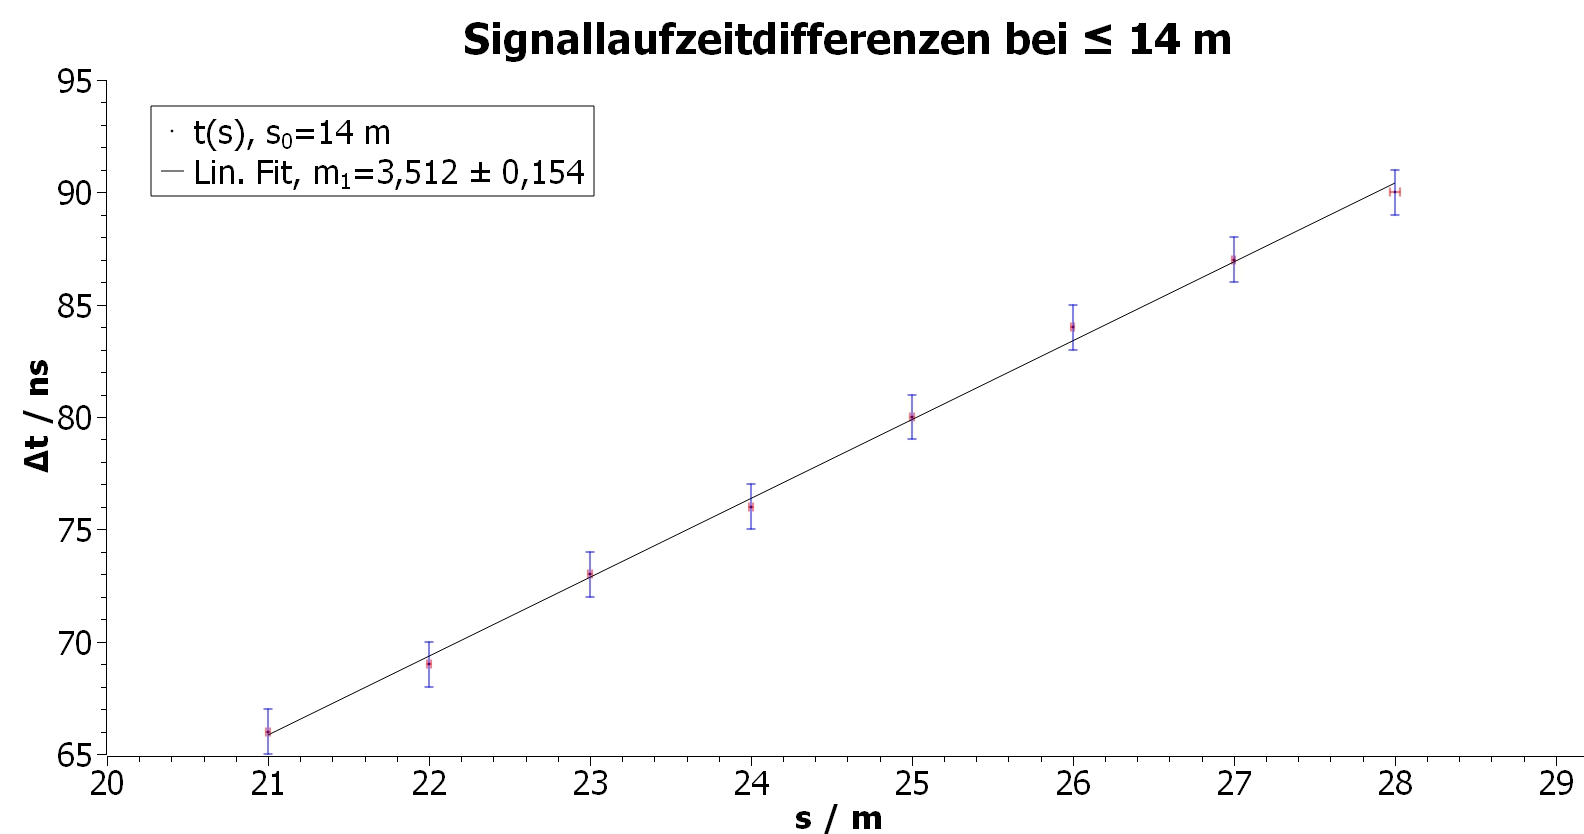 Signallaufzeitdifferenzen bei ≤ 14 m
95
t(s), s₀=14 m
Lin. Fit, m₁=3,512 ± 0,154
90
85
80
75
70
65
Δt / ns
20 21 22 23 24 25 26 27 28 29
s / m